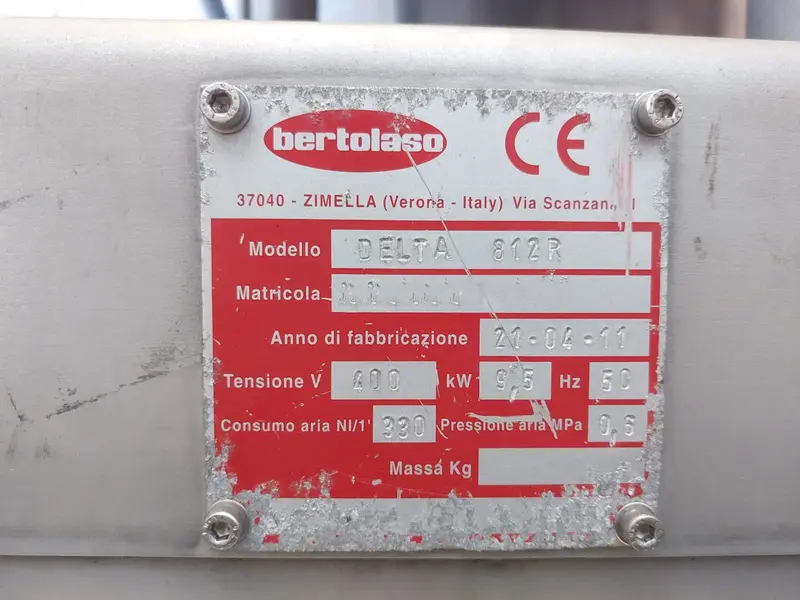 bertolaso CE
37040 - ZIMELLA (Verona - Italy) Via
Modello DELTA 812R
Matricola
Anno di fabbricazione 21-04-11
Tensione V 400 kW 9,5 Hz 50
Consumo aria Nl/1' 330 Pressione aria MPa 0,6
Massa Kg